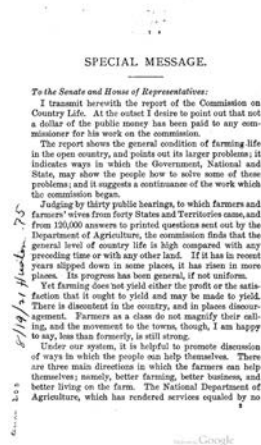 SPECIAL MESSAGE.
To the Senate and House of Representatives:
I transmit herewith the report of the Commission on
Country Life. At the outset I desire to point out that not
a dollar of the public money has been paid to any com-
missioner for his work on the commission.
The report shows the general condition of farming life
in the open country, and points out its larger problems; it
indicates ways in which the Government, National and
State, may show the people how to solve some of these
problems; and it suggests a continuance of the work which
the commission began.
Judging by thirty public hearings, to which farmers and
farmers' wives from forty States and Territories came, and
from 120,000 answers to printed questions sent out by the
Department of Agriculture, the commission finds that the
general level of country life is high compared with any
preceding time or with any other land. If it has in recent
years slipped down in some places, it has risen in more
places. Its progress has been general, if not uniform.
Yet farming does not yield either the profit or the satis-
faction that it ought to yield and may be made to yield.
There is discontent in the country, and in places discour-
agement. Farmers as a class do not magnify their call-
ing, and the movement to the towns, though, I am happy
to say, less than formerly, is still strong.
Under our system, it is helpful to promote discussion
of ways in which the people can help themselves. There
are three main directions in which the farmers can help
themselves; namely, better farming, better business, and
better living on the farm. The National Department of
Agriculture, which has rendered services equaled by no
8/19/21
75
Google